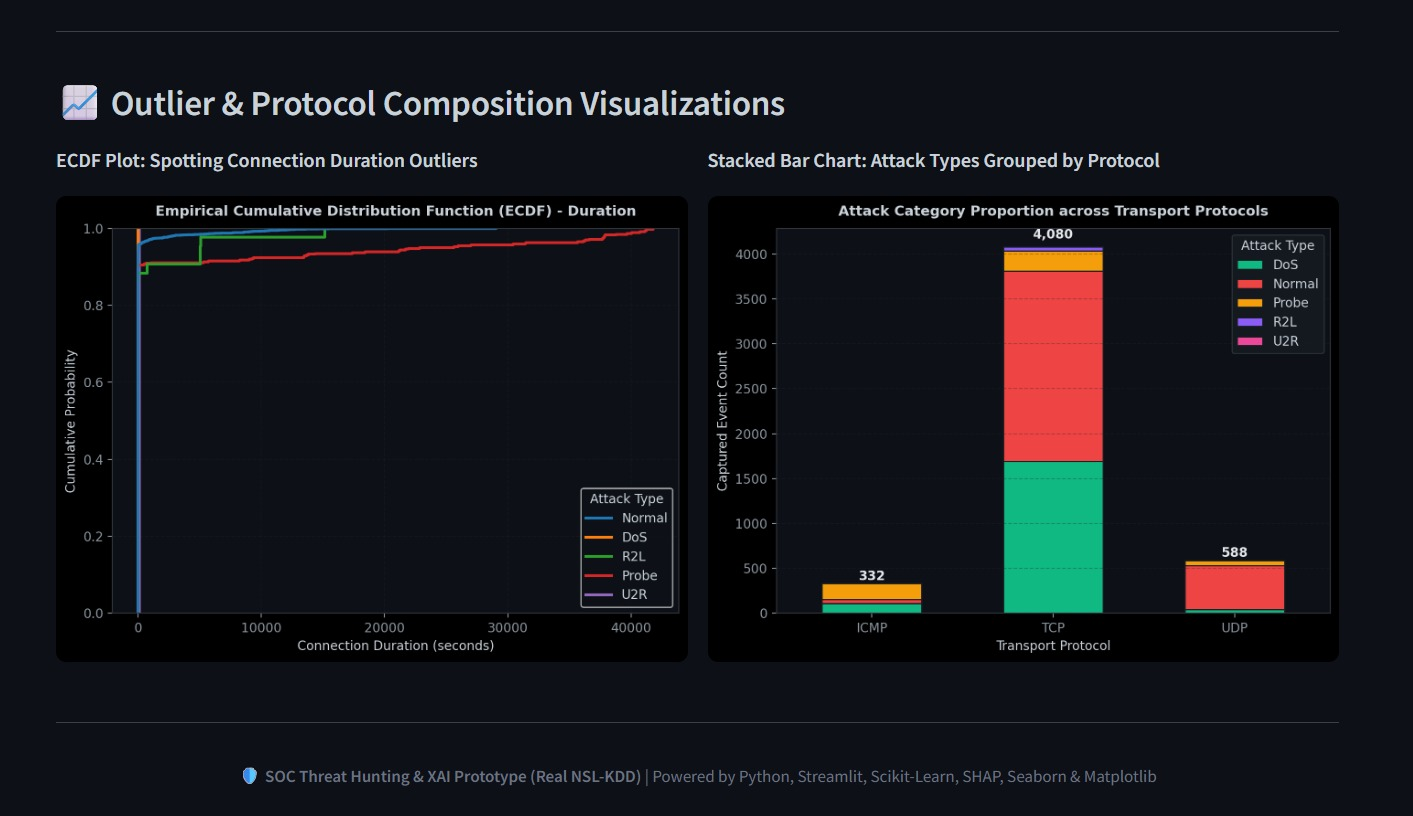 Outlier & Protocol Composition Visualizations
ECDF Plot: Spotting Connection Duration Outliers
Empirical Cumulative Distribution Function (ECDF) - Duration
1.0
0.8
0.6
0.4
0.2
0.0
Cumulative Probability
Attack Type
Normal
DoS
R2L
Probe
U2R
0 10000 20000 30000 40000
Connection Duration (seconds)
Stacked Bar Chart: Attack Types Grouped by Protocol
Attack Category Proportion across Transport Protocols
4000
3500
3000
2500
2000
1500
1000
500
0
Captured Event Count
332
4,080
588
Attack Type
DoS
Normal
Probe
R2L
U2R
ICMP TCP UDP
Transport Protocol
SOC Threat Hunting & XAI Prototype (Real NSL-KDD) | Powered by Python, Streamlit, Scikit-Learn, SHAP, Seaborn & Matplotlib